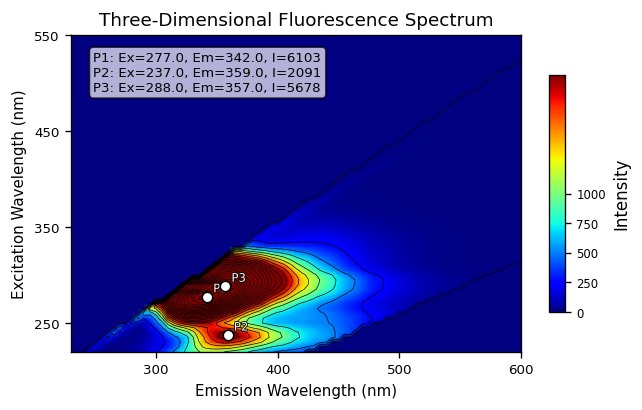 Three-Dimensional Fluorescence Spectrum
P1: Ex=277.0, Em=342.0, I=6103
P2: Ex=237.0, Em=359.0, I=2091
P3: Ex=288.0, Em=357.0, I=5678
550
450
350
250
Excitation Wavelength (nm)
P3
P
P2
300
400
500
600
Emission Wavelength (nm)
1000
750
500
250
0
Intensity